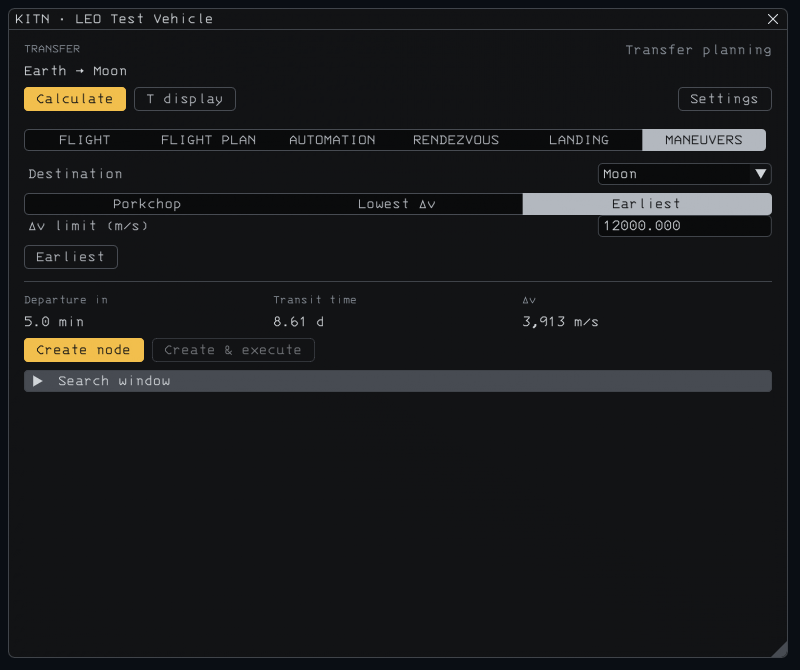 KITN · LEO Test Vehicle
TRANSFER
Transfer planning
Earth → Moon
Calculate T display Settings
FLIGHT FLIGHT PLAN AUTOMATION RENDEZVOUS LANDING MANEUVERS
Destination Moon
Porkchop Lowest Δv Earliest
Δv limit (m/s) 12000.000
Earliest
Departure in Transit time Δv
5.0 min 8.61 d 3,913 m/s
Create node Create & execute
Search window